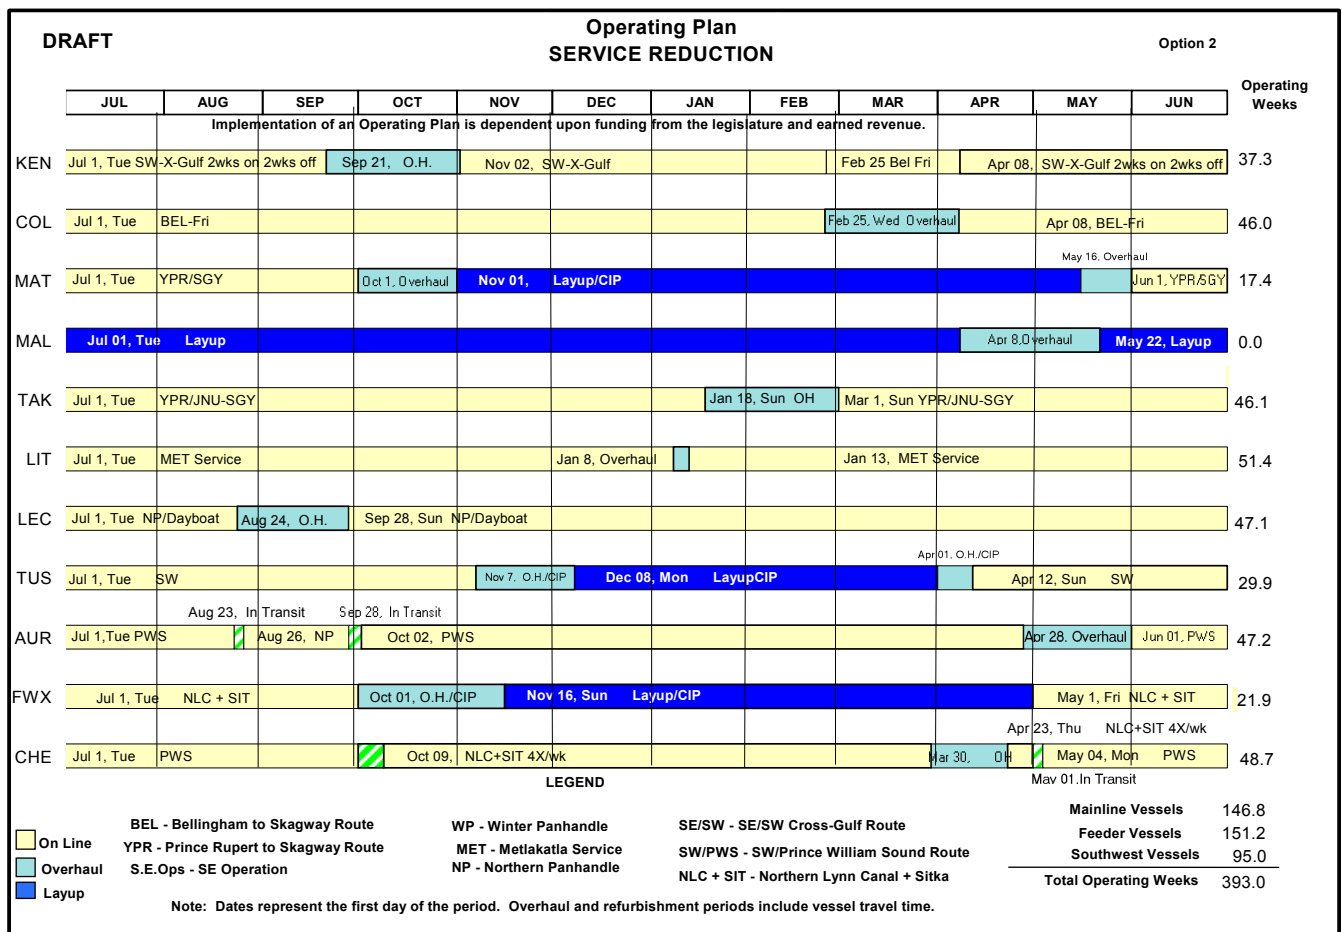 DRAFT
Operating Plan
SERVICE REDUCTION
Option 2
Operating
Weeks
JUL AUG SEP OCT NOV DEC JAN FEB MAR APR MAY JUN
Implementation of an Operating Plan is dependent upon funding from the legislature and earned revenue.
KEN Jul 1, Tue SW-X-Gulf 2wks on 2wks off Sep 21, O.H. Nov 02, SW-X-Gulf Feb 25 Bel Fri Apr 08, SW-X-Gulf 2wks on 2wks off 37.3
COL Jul 1, Tue BEL-Fri Feb 25, Wed Overhaul Apr 08, BEL-Fri 46.0
May 16, Overhaul
MAT Jul 1, Tue YPR/SGY Oct 1, Overhaul Nov 01, Layup/CIP Jun 1, YPR/SGY 17.4
MAL Jul 01, Tue Layup Apr 8,Overhaul May 22, Layup 0.0
TAK Jul 1, Tue YPR/JNU-SGY Jan 18, Sun OH Mar 1, Sun YPR/JNU-SGY 46.1
LIT Jul 1, Tue MET Service Jan 8, Overhaul Jan 13, MET Service 51.4
LEC Jul 1, Tue NP/Dayboat Aug 24, O.H. Sep 28, Sun NP/Dayboat 47.1
Apr 01, O.H./CIP
TUS Jul 1, Tue SW Nov 7, O.H./CIP Dec 08, Mon LayupCIP Apr 12, Sun SW 29.9
Aug 23, In Transit Sep 28, In Transit
AUR Jul 1,Tue PWS Aug 26, NP Oct 02, PWS Apr 28. Overhaul Jun 01, PWS 47.2
FWX Jul 1, Tue NLC + SIT Oct 01, O.H./CIP Nov 16, Sun Layup/CIP May 1, Fri NLC + SIT 21.9
Apr 23, Thu NLC+SIT 4X/wk
CHE Jul 1, Tue PWS Oct 09, NLC+SIT 4X/wk Mar 30, OH May 04, Mon PWS 48.7
May 01.In Transit
LEGEND
On Line
Overhaul
Layup
BEL - Bellingham to Skagway Route
YPR - Prince Rupert to Skagway Route
S.E.Ops - SE Operation
WP - Winter Panhandle
MET - Metlakatla Service
NP - Northern Panhandle
SE/SW - SE/SW Cross-Gulf Route
SW/PWS - SW/Prince William Sound Route
NLC + SIT - Northern Lynn Canal + Sitka
Mainline Vessels 146.8
Feeder Vessels 151.2
Southwest Vessels 95.0
Total Operating Weeks 393.0
Note: Dates represent the first day of the period. Overhaul and refurbishment periods include vessel travel time.